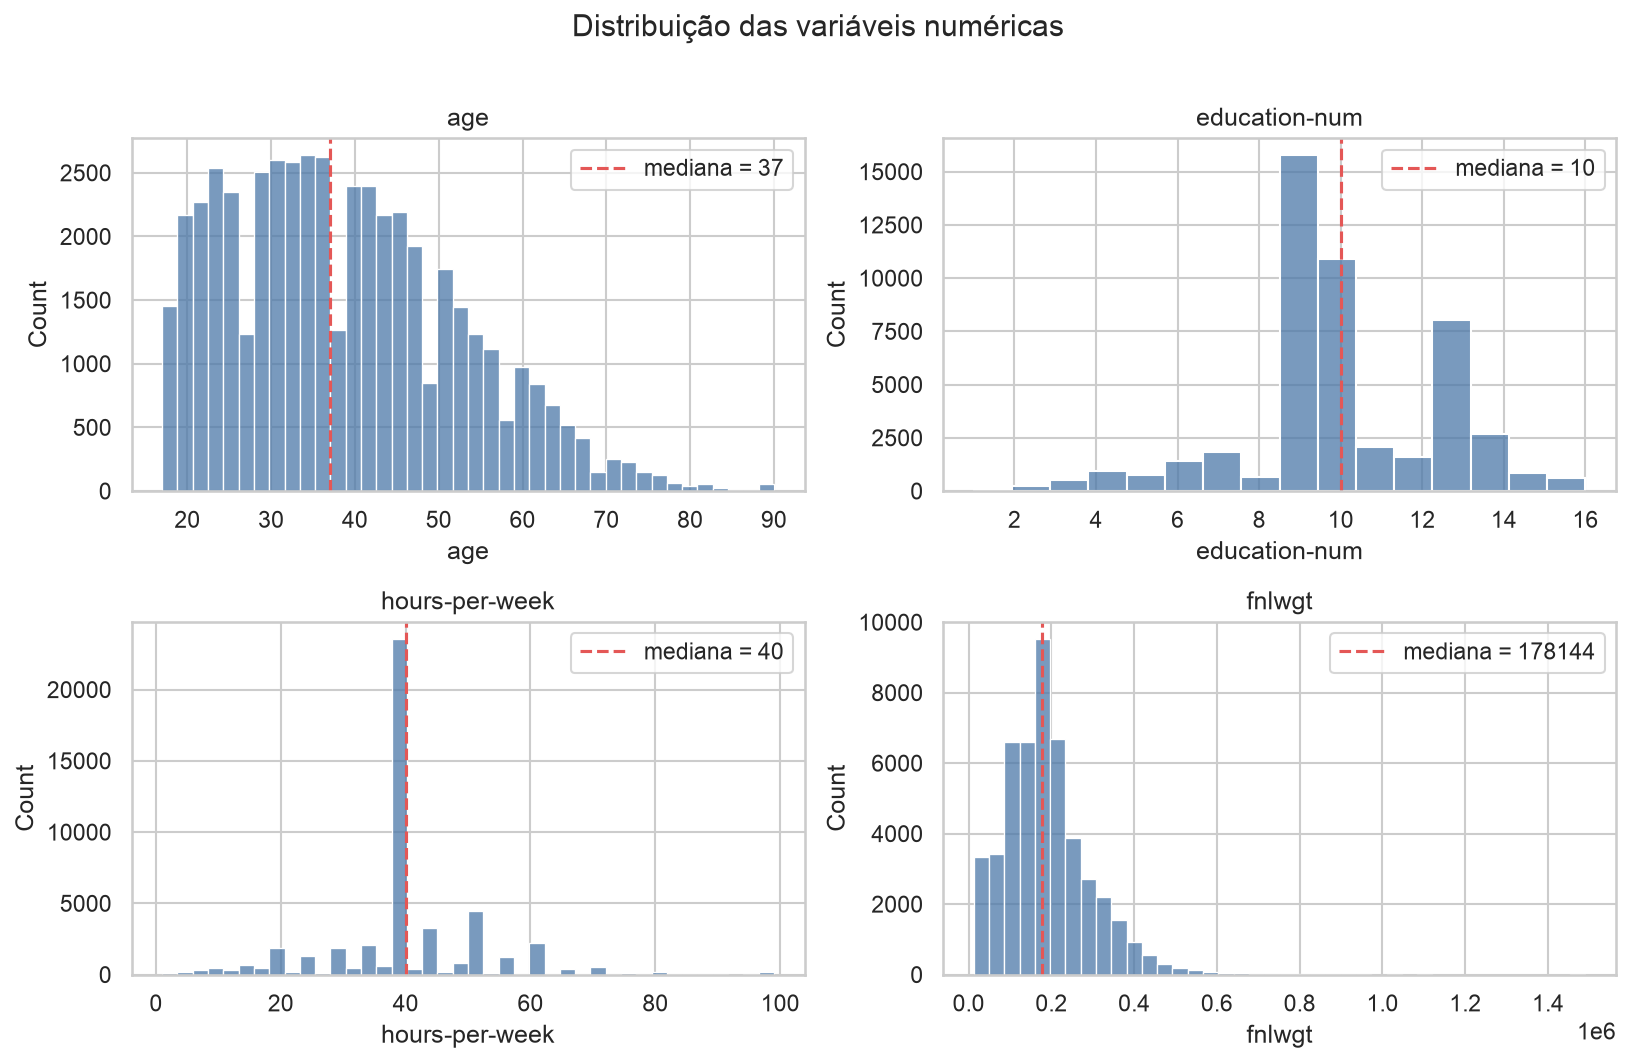 Distribuição das variáveis numéricas
age
mediana = 37
Count
2500
2000
1500
1000
500
0
20 30 40 50 60 70 80 90
age
education-num
mediana = 10
Count
15000
12500
10000
7500
5000
2500
0
2 4 6 8 10 12 14 16
education-num
hours-per-week
mediana = 40
Count
20000
15000
10000
5000
0
0 20 40 60 80 100
hours-per-week
fnlwgt
mediana = 178144
Count
10000
8000
6000
4000
2000
0
0.0 0.2 0.4 0.6 0.8 1.0 1.2 1.4
1e6
fnlwgt